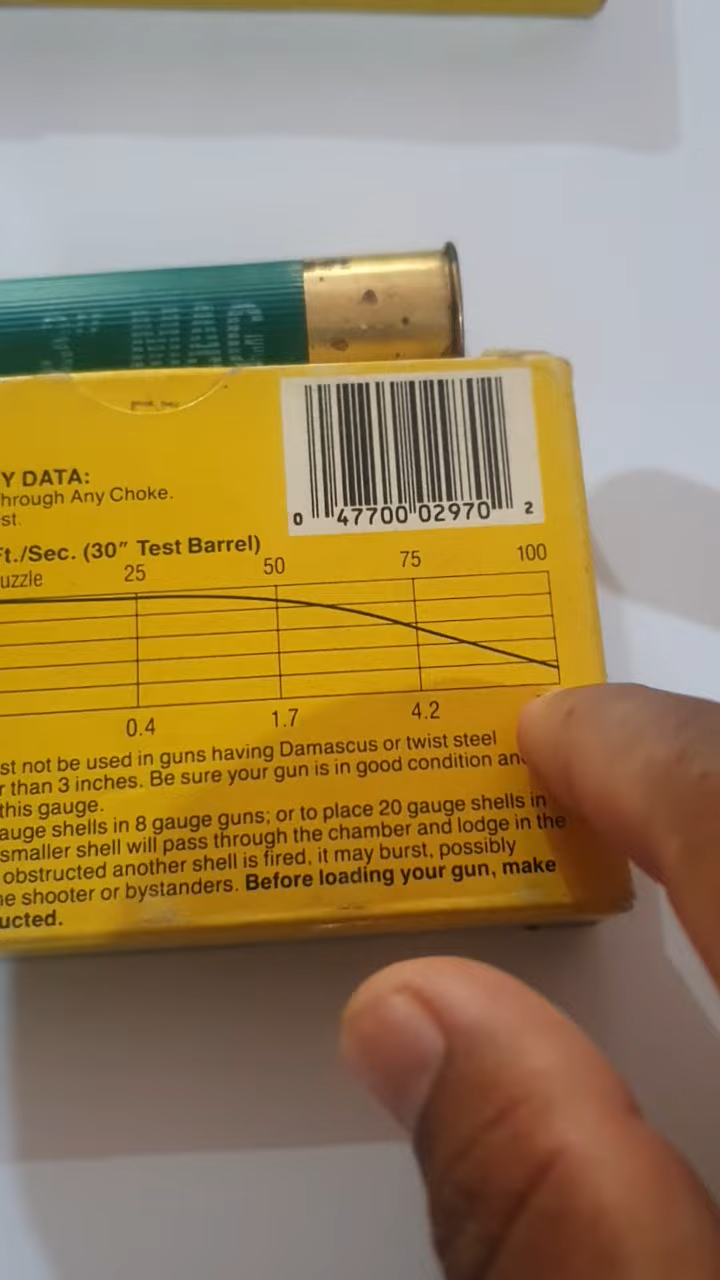 3" MAG
Y DATA:
hrough Any Choke.
st.
Ft./Sec. (30" Test Barrel)
uzzle 25 50 75 100
0.4 1.7 4.2
st not be used in guns having Damascus or twist steel
r than 3 inches. Be sure your gun is in good condition an
this gauge.
auge shells in 8 gauge guns; or to place 20 gauge shells in
smaller shell will pass through the chamber and lodge in the
obstructed another shell is fired, it may burst, possibly
e shooter or bystanders. Before loading your gun, make
ucted.
0 47700 02970 2